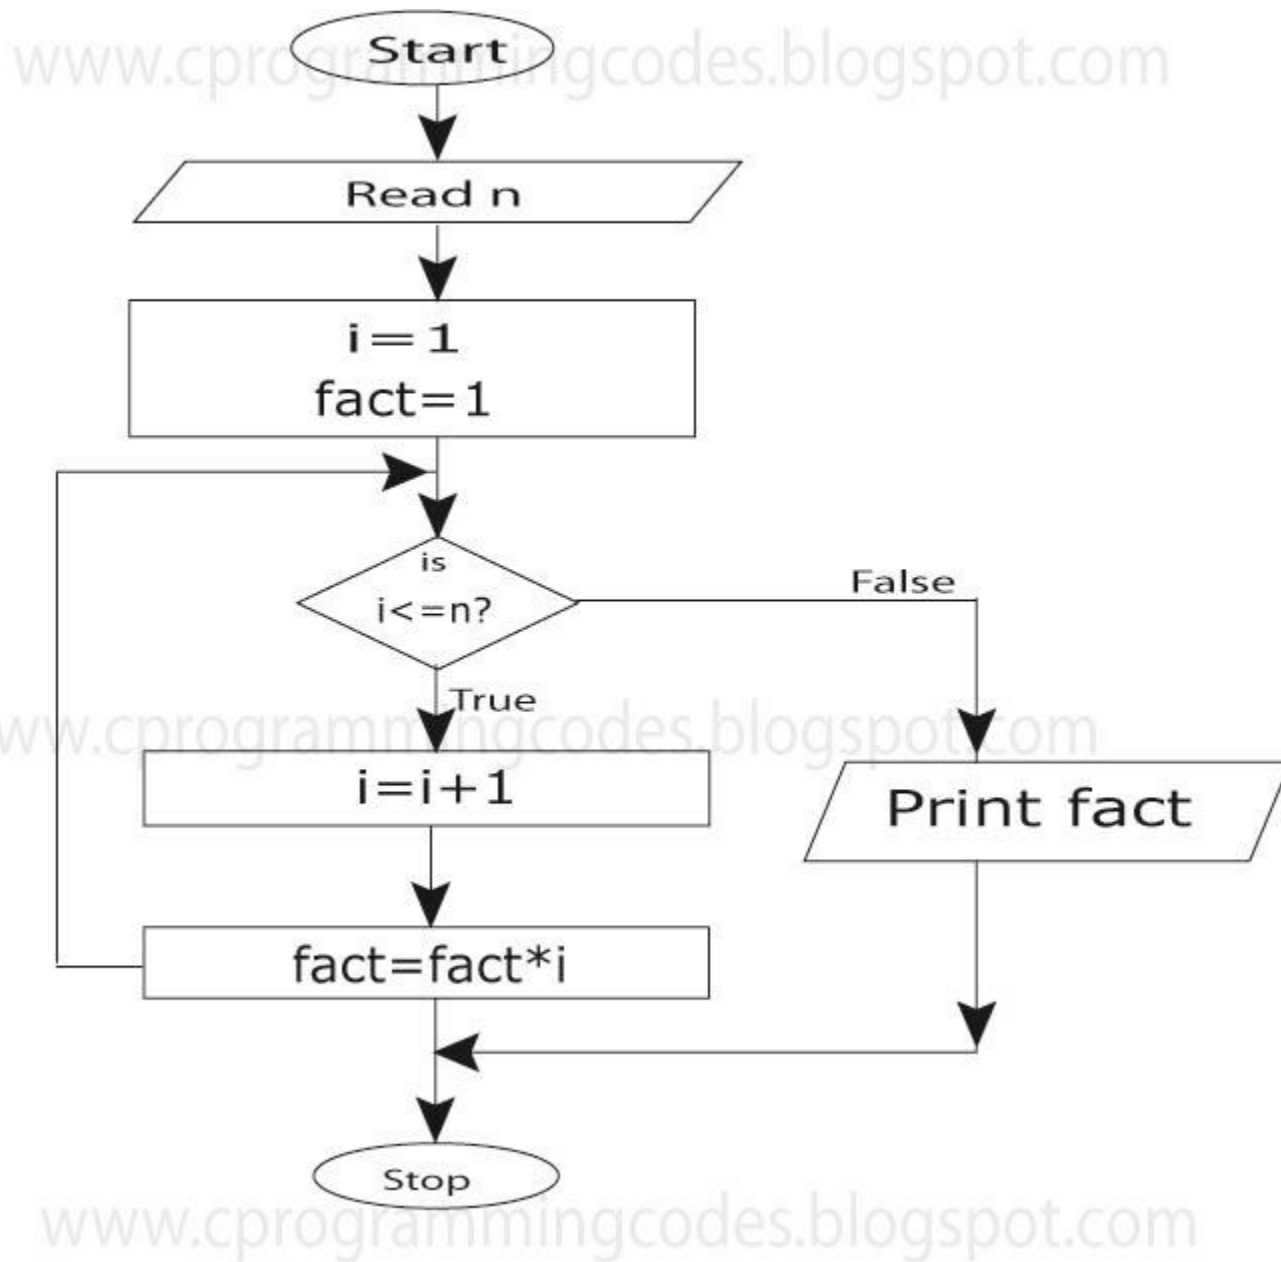 www.cprogrammingcodes.blogspot.com
Start
Read n
i=1
fact=1
is
i<=n?
False
True
www.cprogrammingcodes.blogspot.com
i=i+1
Print fact
fact=fact*i
Stop
www.cprogrammingcodes.blogspot.com